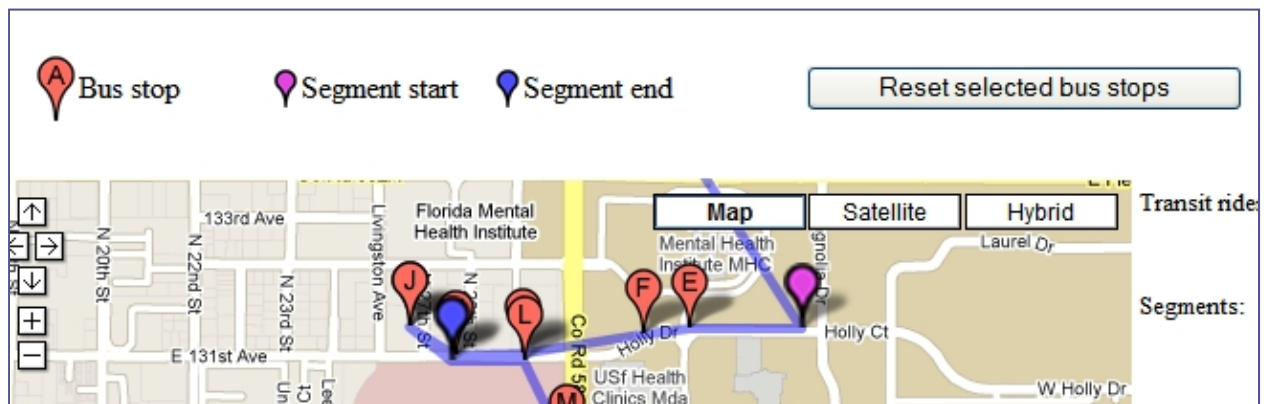 A Bus stop
Segment start
Segment end
Reset selected bus stops
Map
Satellite
Hybrid
Transit
133rd Ave
Florida Mental
Health Institute
Mental Health
Institute MHC
Laurel Dr
N 20th St
N 22nd St
N 23rd St
Livingston Ave
J
F
E
L
Segments:
Holly Dr
Holly Ct
E 131st Ave
Co Rd
USf Health
Clinics Mda
W Holly Dr
M